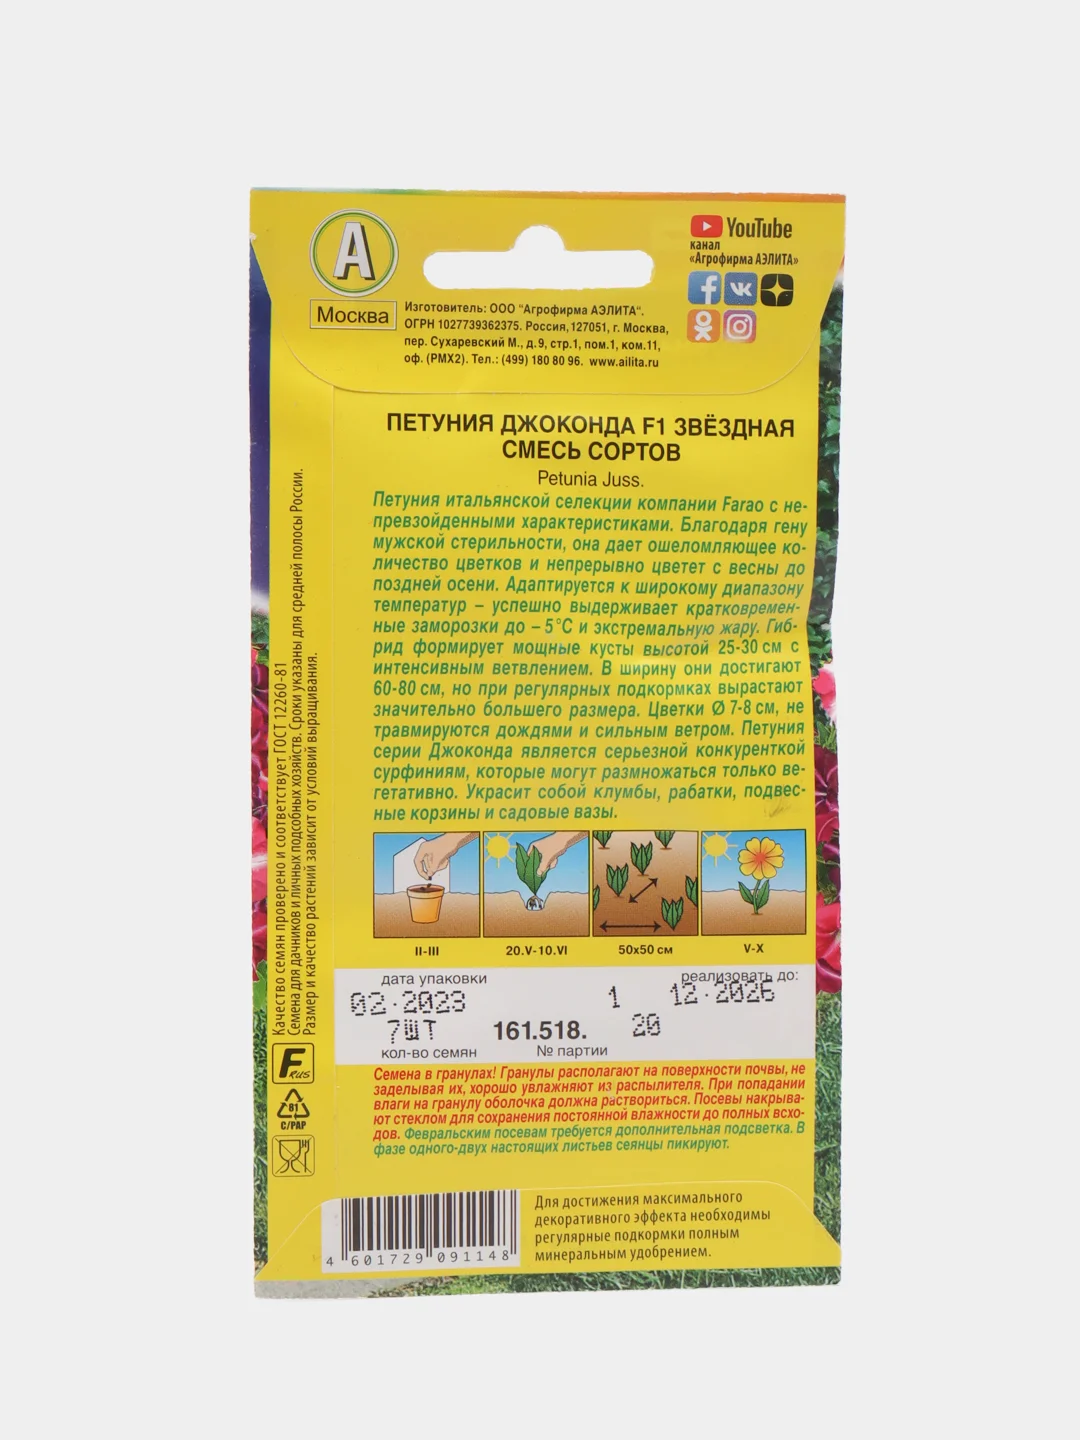 А
Москва
YouTube
канал
«Агрофирма АЭЛИТА»
Изготовитель: ООО "Агрофирма АЭЛИТА".
ОГРН 1027739362375. Россия,127051, г. Москва,
пер. Сухаревский М., д.9, стр.1, пом.1, ком.11,
оф. (РМХ2). Тел.: (499) 180 80 96. www.ailita.ru
ПЕТУНИЯ ДЖОКОНДА F1 ЗВЁЗДНАЯ
СМЕСЬ СОРТОВ
Petunia Juss.
Петуния итальянской селекции компании Farao с не-
превзойденными характеристиками. Благодаря гену
мужской стерильности, она дает ошеломляющее ко-
личество цветков и непрерывно цветет с весны до
поздней осени. Адаптируется к широкому диапазону
температур – успешно выдерживает кратковремен-
ные заморозки до – 5°С и экстремальную жару. Гиб-
рид формирует мощные кусты высотой 25-30 см с
интенсивным ветвлением. В ширину они достигают
60-80 см, но при регулярных подкормках вырастают
значительно большего размера. Цветки Ø 7-8 см, не
травмируются дождями и сильным ветром. Петуния
серии Джоконда является серьезной конкуренткой
сурфиниям, которые могут размножаться только ве-
гетативно. Украсит собой клумбы, рабатки, подвес-
ные корзины и садовые вазы.
II-III
20.V-10.VI
50х50 см
V-X
дата упаковки
реализовать до:
02·2023
1
12·2026
7ШТ
161.518.
20
кол-во семян
№ партии
Семена в гранулах! Гранулы располагают на поверхности почвы, не
заделывая их, хорошо увлажняют из распылителя. При попадании
влаги на гранулу оболочка должна раствориться. Посевы накрыва-
ют стеклом для сохранения постоянной влажности до полных всхо-
дов. Февральским посевам требуется дополнительная подсветка. В
фазе одного-двух настоящих листьев сеянцы пикируют.
Для достижения максимального
декоративного эффекта необходимы
регулярные подкормки полным
минеральным удобрением.
4 601729 091148
Качество семян проверено и соответствует ГОСТ 12260-81
Семена для дачников и личных подсобных хозяйств. Сроки указаны для средней полосы России.
Размер и качество растений зависит от условий выращивания.
F RUS
81
C/PAP